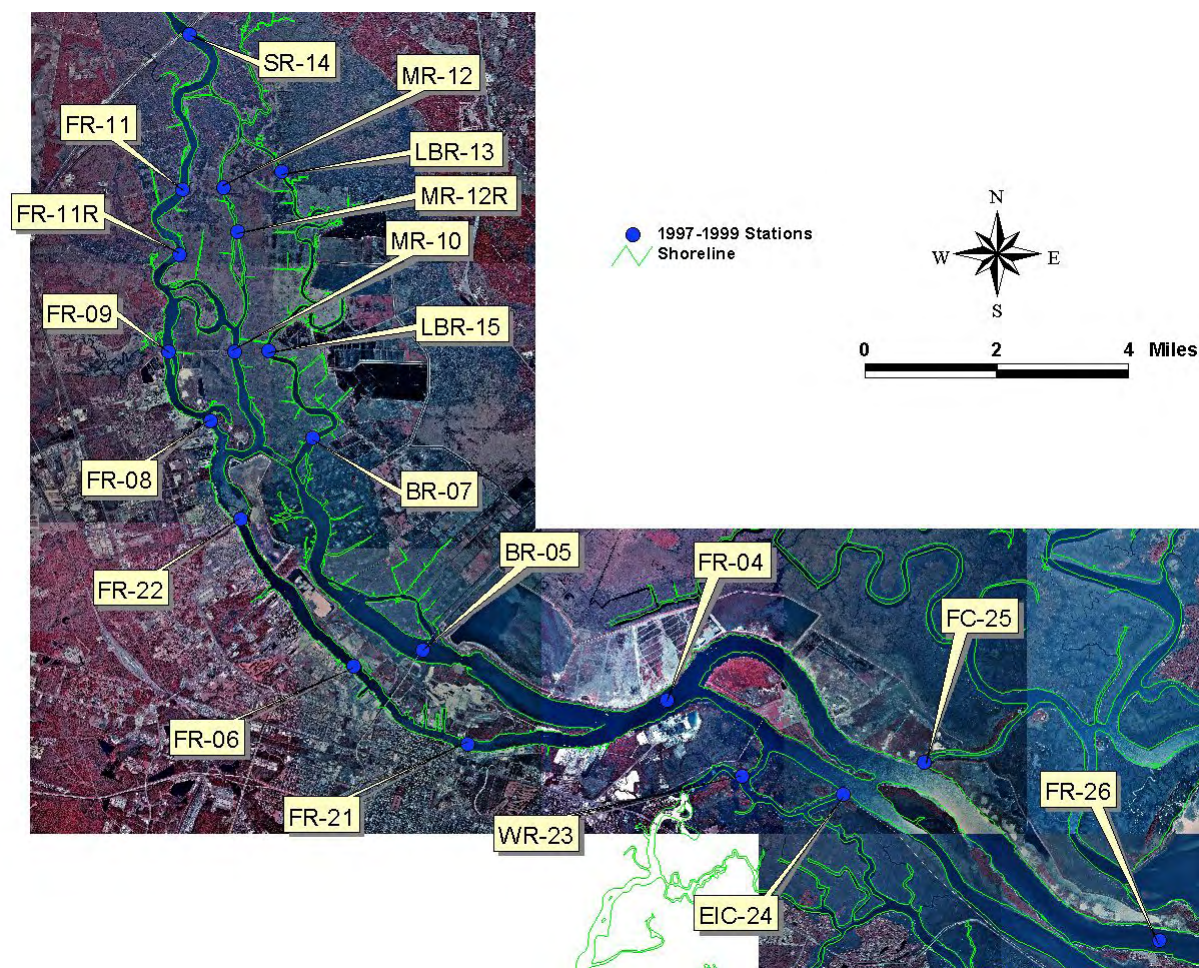 SR-14
MR-12
FR-11
LBR-13
FR-11R
MR-12R
MR-10
FR-09
LBR-15
FR-08
BR-07
FR-22
BR-05
FR-04
FC-25
FR-06
FR-21
WR-23
EIC-24
FR-26
1997-1999 Stations
Shoreline
N
W E
S
0 2 4 Miles